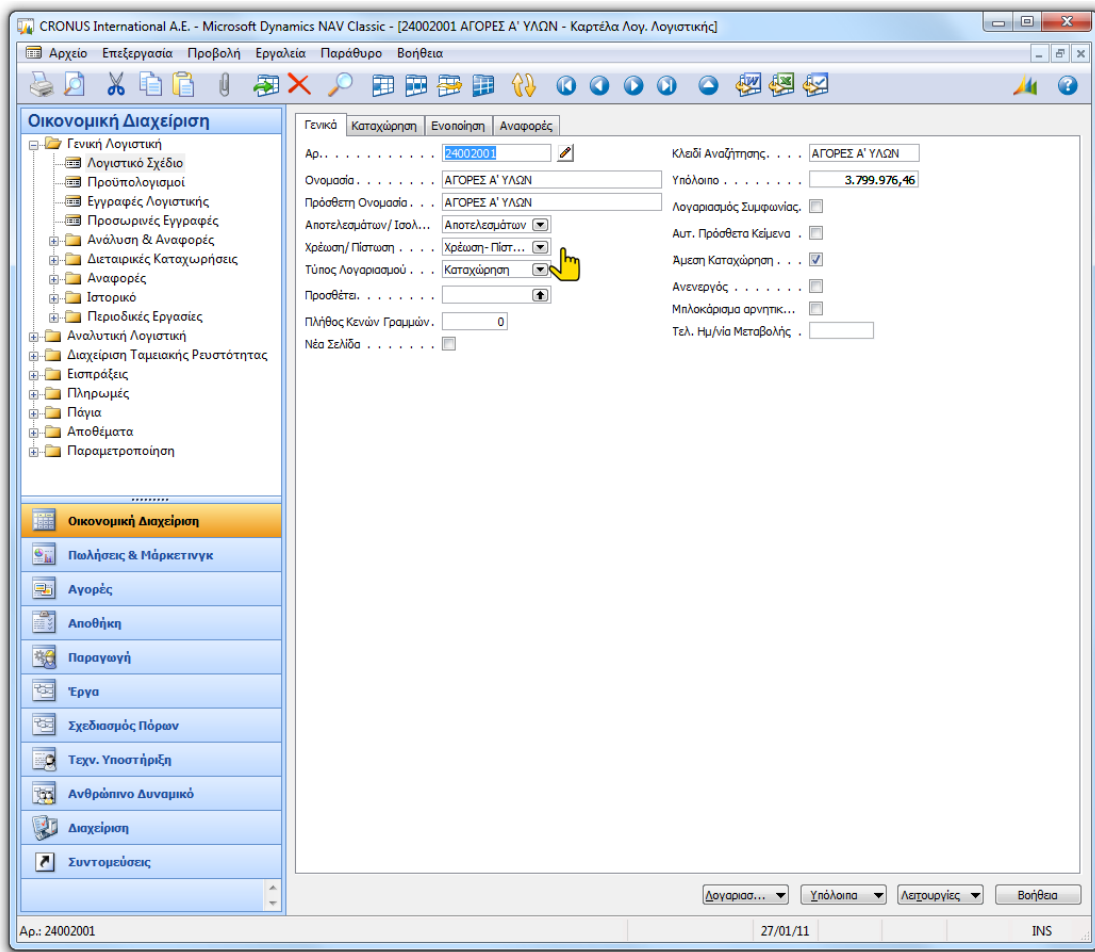 CRONUS International A.E. - Microsoft Dynamics NAV Classic - [24002001 ΑΓΟΡΕΣ Α' ΥΛΩΝ - Καρτέλα Λογ. Λογιστικής]
Αρχείο Επεξεργασία Προβολή Εργαλεία Παράθυρο Βοήθεια
Οικονομική Διαχείριση
Γενική Λογιστική
Λογιστικό Σχέδιο
Προϋπολογισμοί
Εγγραφές Λογιστικής
Προσωρινές Εγγραφές
Ανάλυση & Αναφορές
Διεταιρικές Καταχωρήσεις
Αναφορές
Ιστορικό
Περιοδικές Εργασίες
Αναλυτική Λογιστική
Διαχείριση Ταμειακής Ρευστότητας
Εισπράξεις
Πληρωμές
Πάγια
Αποθέματα
Παραμετροποίηση
Οικονομική Διαχείριση
Πωλήσεις & Μάρκετινγκ
Αγορές
Αποθήκη
Παραγωγή
Έργα
Σχεδιασμός Πόρων
Τεχν. Υποστήριξη
Ανθρώπινο Δυναμικό
Διαχείριση
Συντομεύσεις
Γενικά Καταχώρηση Ενοποίηση Αναφορές
Αρ.. . . . . . . . . . . 24002001
Ονομασία . . . . . . . . ΑΓΟΡΕΣ Α' ΥΛΩΝ
Πρόσθετη Ονομασία . . . ΑΓΟΡΕΣ Α' ΥΛΩΝ
Αποτελεσμάτων/ Ισολ... Αποτελεσμάτων
Χρέωση/ Πίστωση . . . . Χρέωση- Πίστ...
Τύπος Λογαριασμού . . . Καταχώρηση
Προσθέτει. . . . . . . . .
Πλήθος Κενών Γραμμών . 0
Νέα Σελίδα . . . . . . .
Κλειδί Αναζήτησης. . . . ΑΓΟΡΕΣ Α' ΥΛΩΝ
Υπόλοιπο . . . . . . . . 3.799.976,46
Λογαριασμός Συμφωνίας.
Αυτ. Πρόσθετα Κείμενα .
Άμεση Καταχώρηση . . .
Ανενεργός . . . . . . .
Μπλοκάρισμα αρνητικ...
Τελ. Ημ/νία Μεταβολής .
Λογαριασ... Υπόλοιπα Λειτουργίες Βοήθεια
Αρ.: 24002001 27/01/11 INS